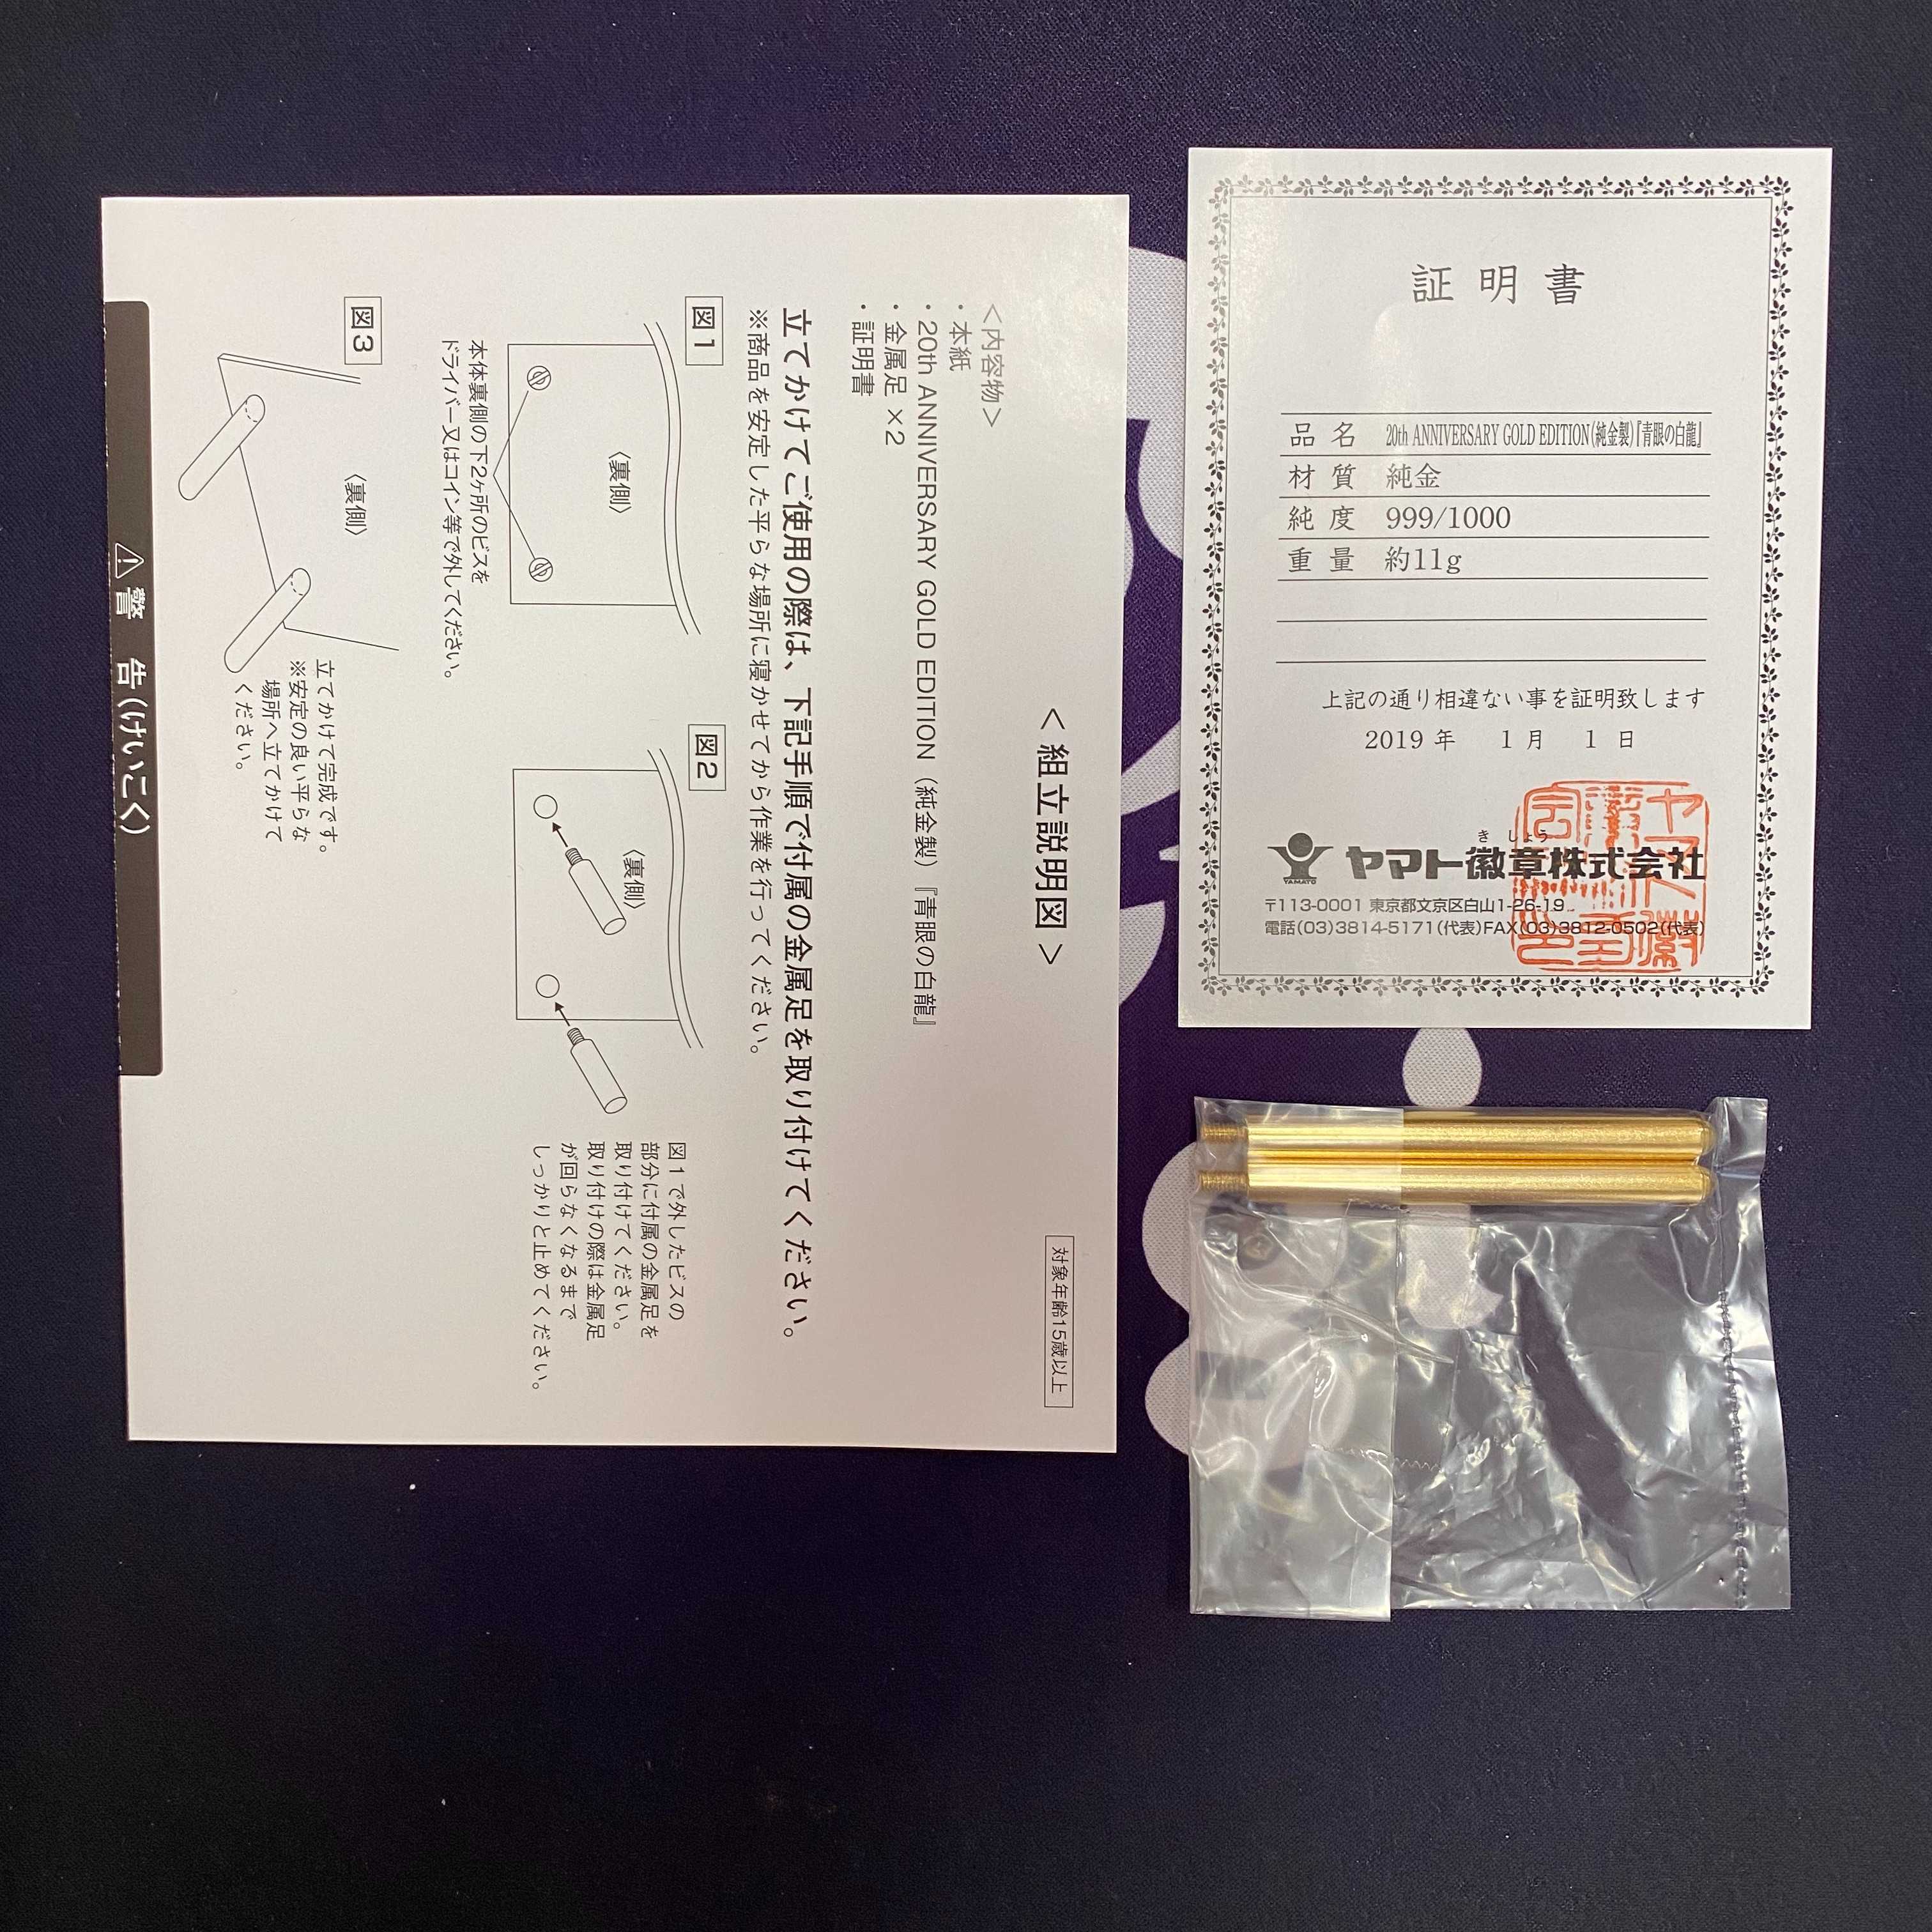 <組立説明図>
対象年齢15歳以上
<内容物>
・本紙
・20th ANNIVERSARY GOLD EDITION（純金製）『青眼の白龍』
・金属足 ×2
・証明書
立てかけてご使用の際は、下記手順で付属の金属足を取り付けてください。
※商品を安定した平らな場所に寝かせてから作業を行ってください。
図1
〈裏側〉
本体裏側の下2ヶ所のビスを
ドライバー又はコイン等で外してください。
図2
〈裏側〉
図1で外したビスの
部分に付属の金属足を
取り付けてください。
取り付けの際は金属足
が回らなくなるまで
しっかりと止めてください。
図3
〈裏側〉
立てかけて完成です。
※安定の良い平らな
場所へ立てかけて
ください。
警 告(けいこく)
証明書
品名 20th ANNIVERSARY GOLD EDITION(純金製)『青眼の白龍』
材質 純金
純度 999/1000
重量 約11g
上記の通り相違ない事を証明致します
2019 年 1 月 1 日
き しょう
ヤマト徽章株式会社
YAMATO
〒113-0001 東京都文京区白山1-26-19
電話(03)3814-5171(代表)FAX(03)3812-0502(代表)